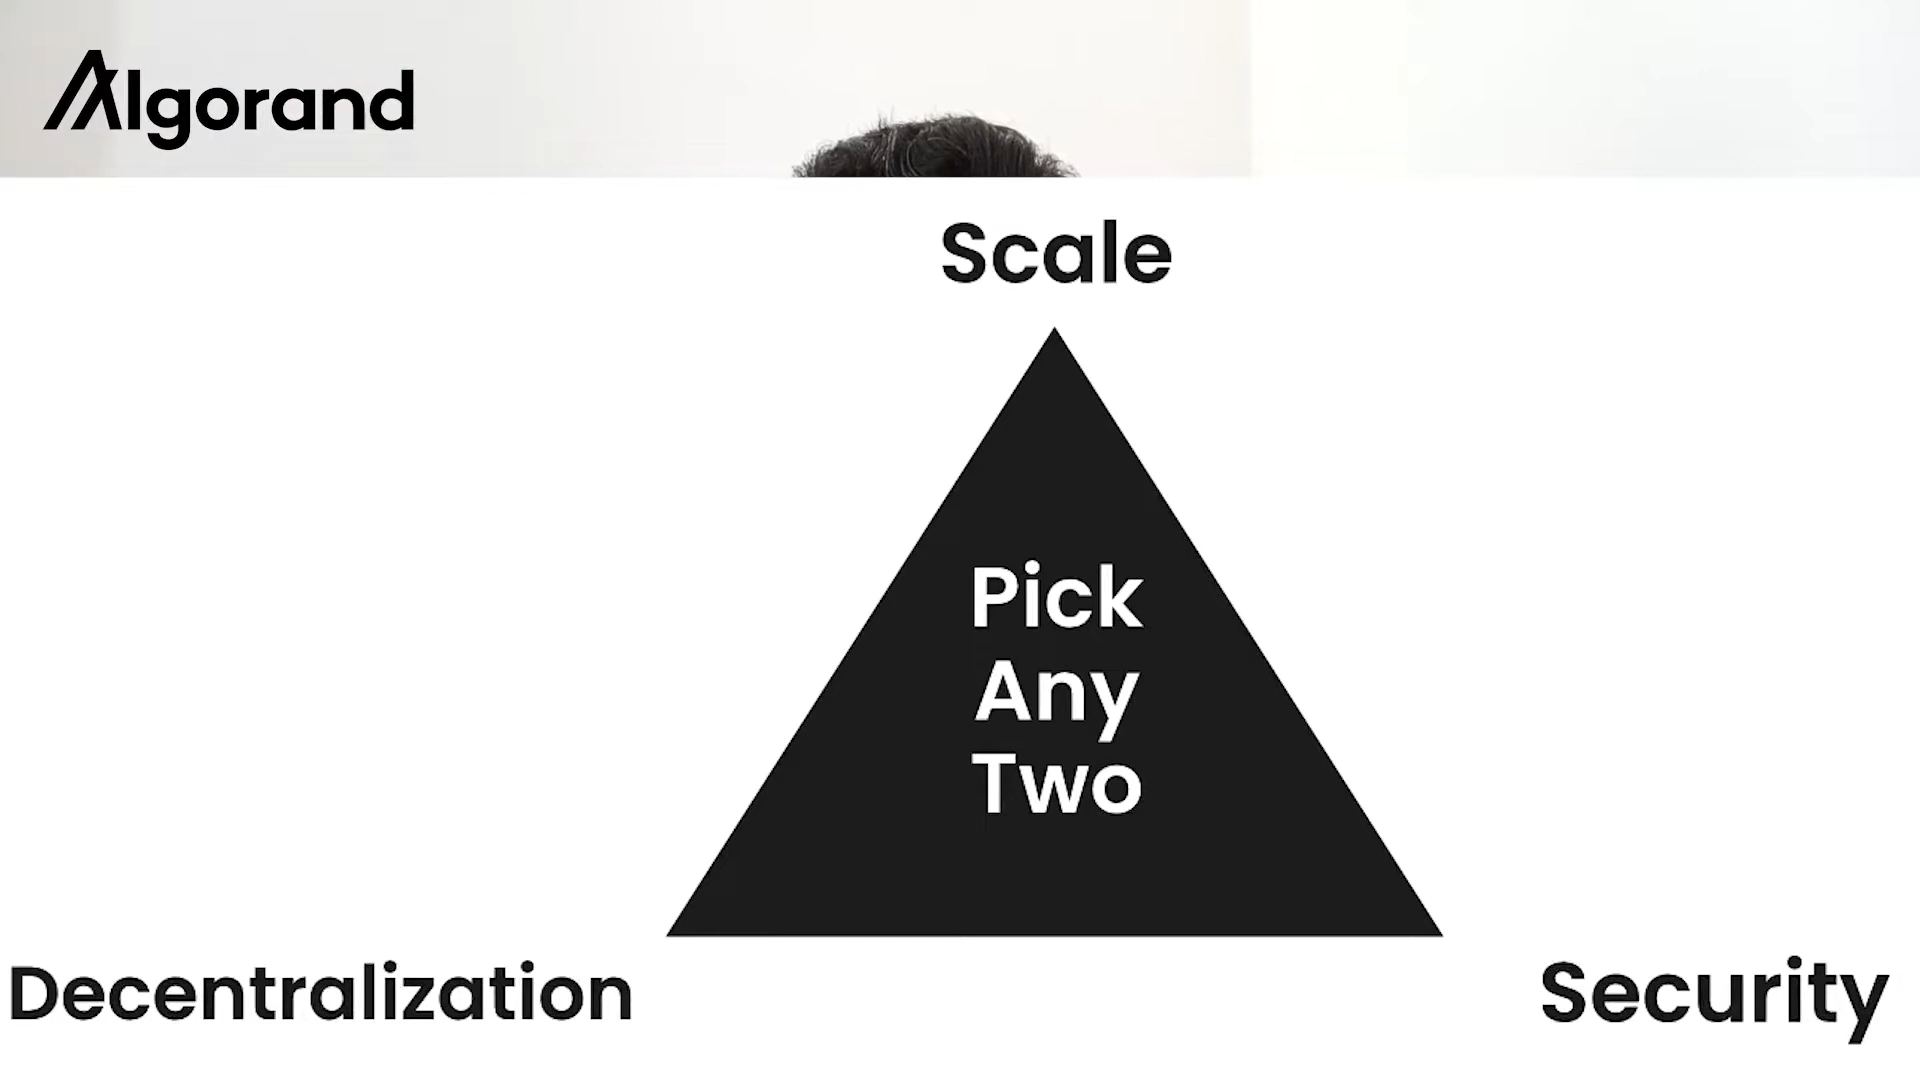 Algorand
Scale
Pick
Any
Two
Decentralization
Security